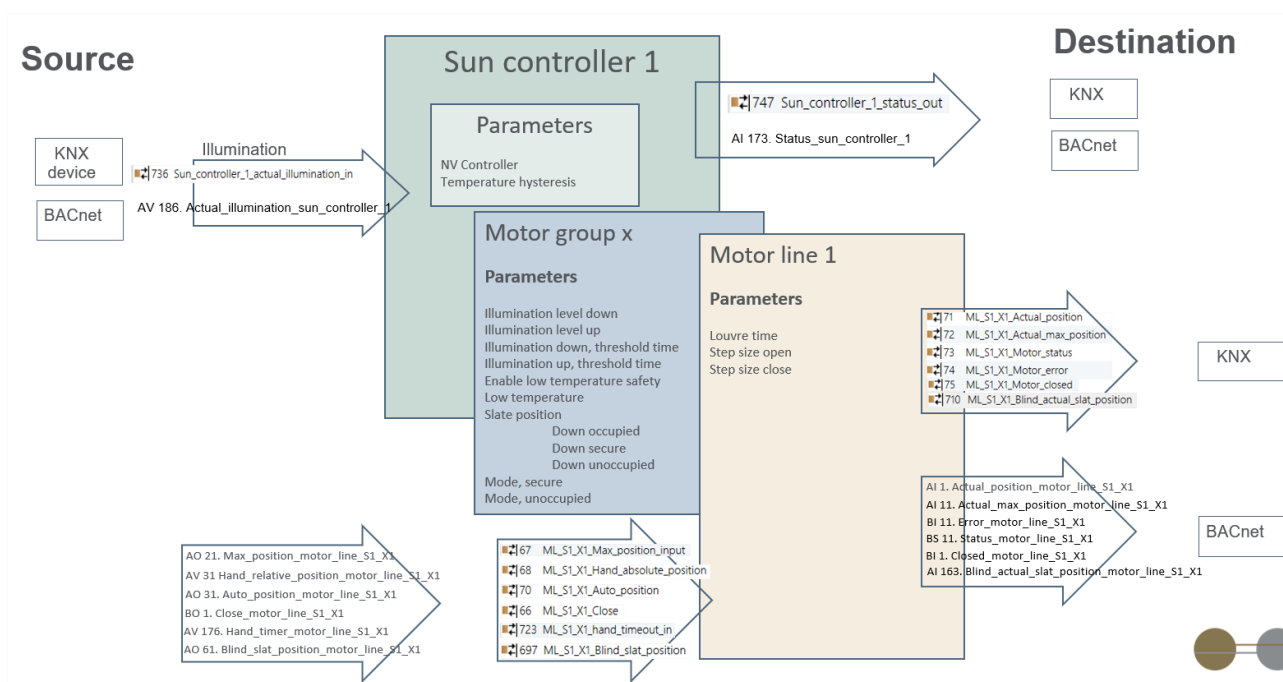 Source
Sun controller 1
Destination
Parameters
NV Controller
Temperature hysteresis
KNX
device
BACnet
Illumination
736 Sun_controller_1_actual_illumination_in
AV 186. Actual_illumination_sun_controller_1
747 Sun_controller_1_status_out
AI 173. Status_sun_controller_1
KNX
BACnet
Motor group x
Parameters
Illumination level down
Illumination level up
Illumination down, threshold time
Illumination up, threshold time
Enable low temperature safety
Low temperature
Slate position
Down occupied
Down secure
Down unoccupied
Mode, secure
Mode, unoccupied
Motor line 1
Parameters
Louvre time
Step size open
Step size close
71 ML_S1_X1_Actual_position
72 ML_S1_X1_Actual_max_position
73 ML_S1_X1_Motor_status
74 ML_S1_X1_Motor_error
75 ML_S1_X1_Motor_closed
710 ML_S1_X1_Blind_actual_slat_position
KNX
AI 1. Actual_position_motor_line_S1_X1
AI 11. Actual_max_position_motor_line_S1_X1
BI 11. Error_motor_line_S1_X1
BS 11. Status_motor_line_S1_X1
BI 1. Closed_motor_line_S1_X1
AI 163. Blind_actual_slat_position_motor_line_S1_X1
BACnet
AO 21. Max_position_motor_line_S1_X1
AV 31 Hand_relative_position_motor_line_S1_X1
AO 31. Auto_position_motor_line_S1_X1
BO 1. Close_motor_line_S1_X1
AV 176. Hand_timer_motor_line_S1_X1
AO 61. Blind_slat_position_motor_line_S1_X1
67 ML_S1_X1_Max_position_input
68 ML_S1_X1_Hand_absolute_position
70 ML_S1_X1_Auto_position
66 ML_S1_X1_Close
723 ML_S1_X1_hand_timeout_in
697 ML_S1_X1_Blind_slat_position